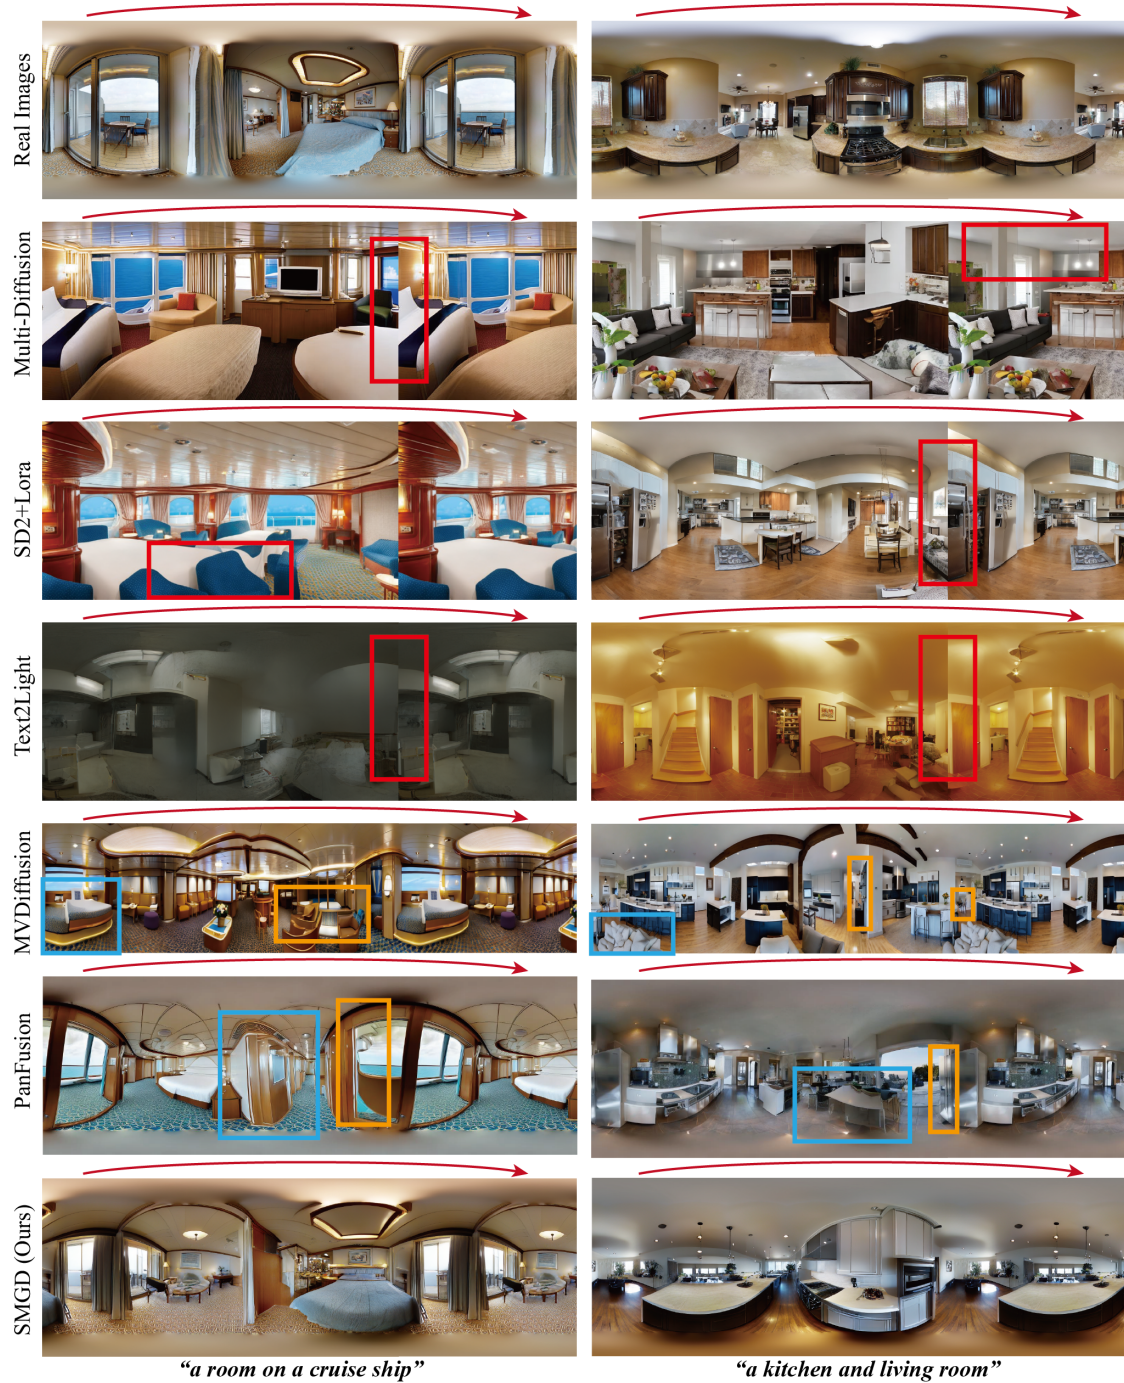 Real Images
Multi-Diffusion
SD2+Lora
Text2Light
MVDiffusion
PanFusion
SMGD (Ours)
“a room on a cruise ship”
“a kitchen and living room”